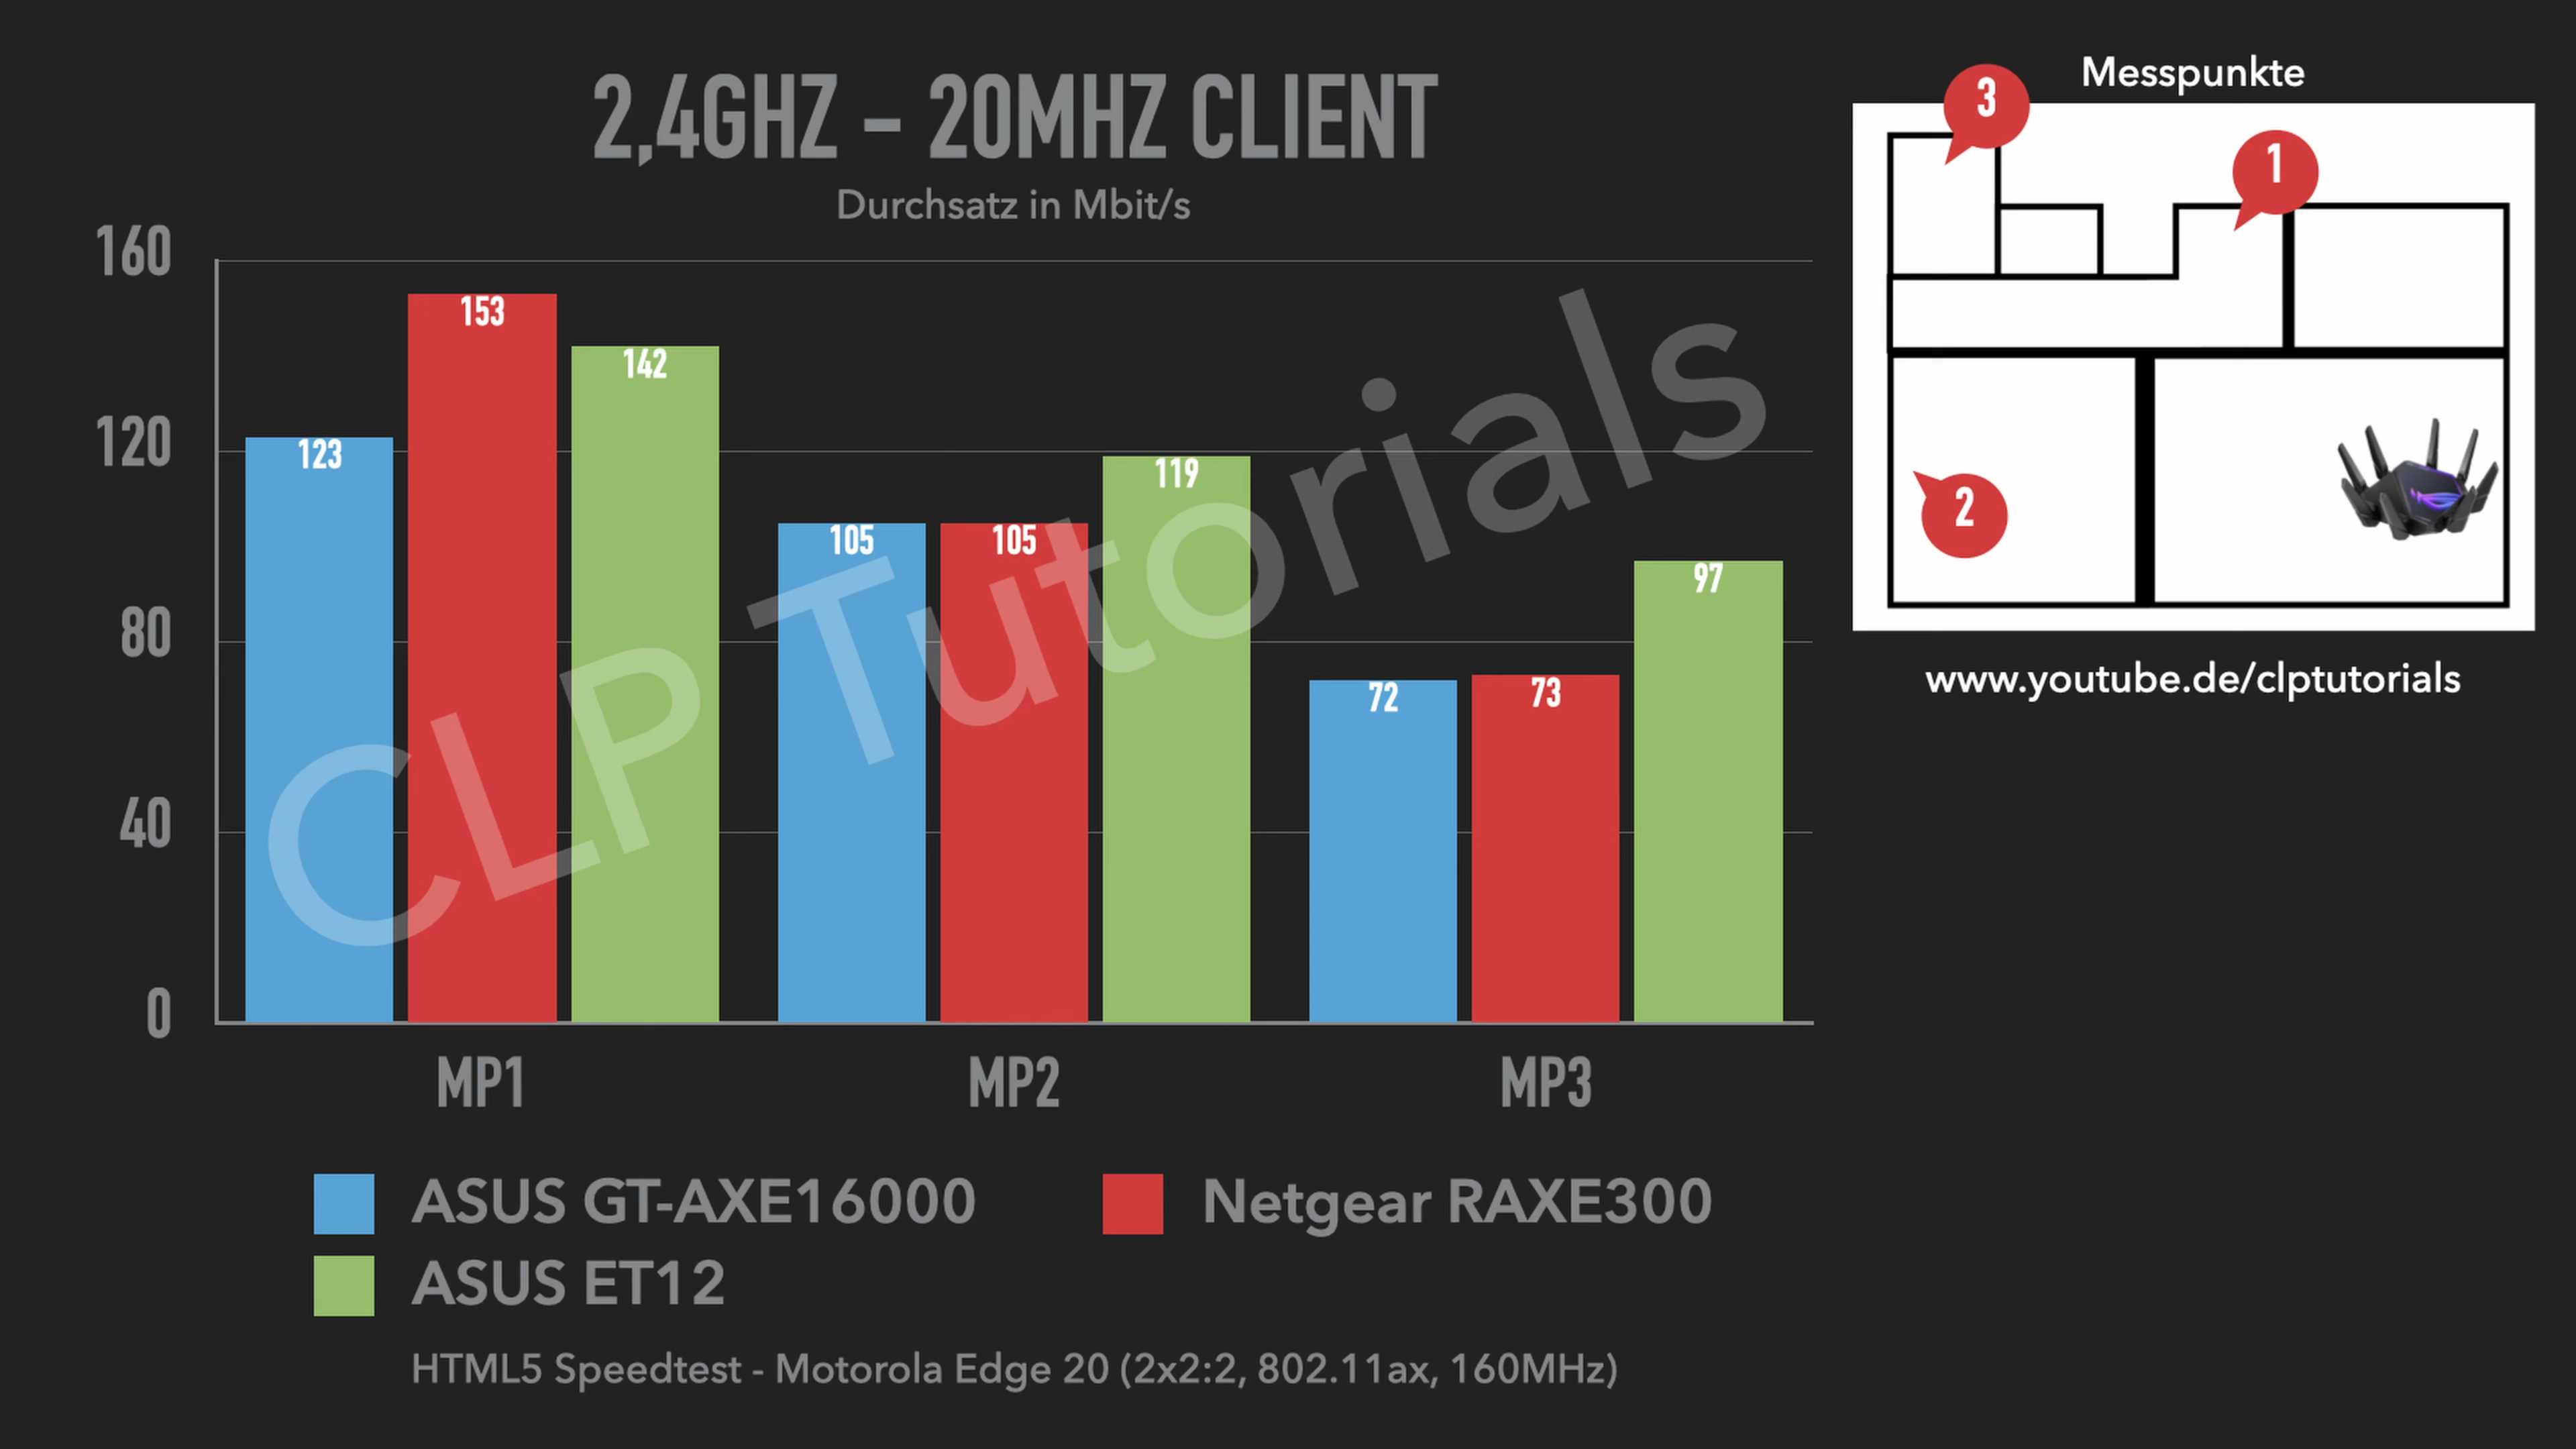 2,4GHZ – 20MHZ CLIENT
Durchsatz in Mbit/s
160
120
80
40
0
123
153
142
105
105
119
72
73
97
MP1
MP2
MP3
CLP Tutorials
ASUS GT-AXE16000
Netgear RAXE300
ASUS ET12
HTML5 Speedtest - Motorola Edge 20 (2x2:2, 802.11ax, 160MHz)
Messpunkte
3
1
2
www.youtube.de/clptutorials